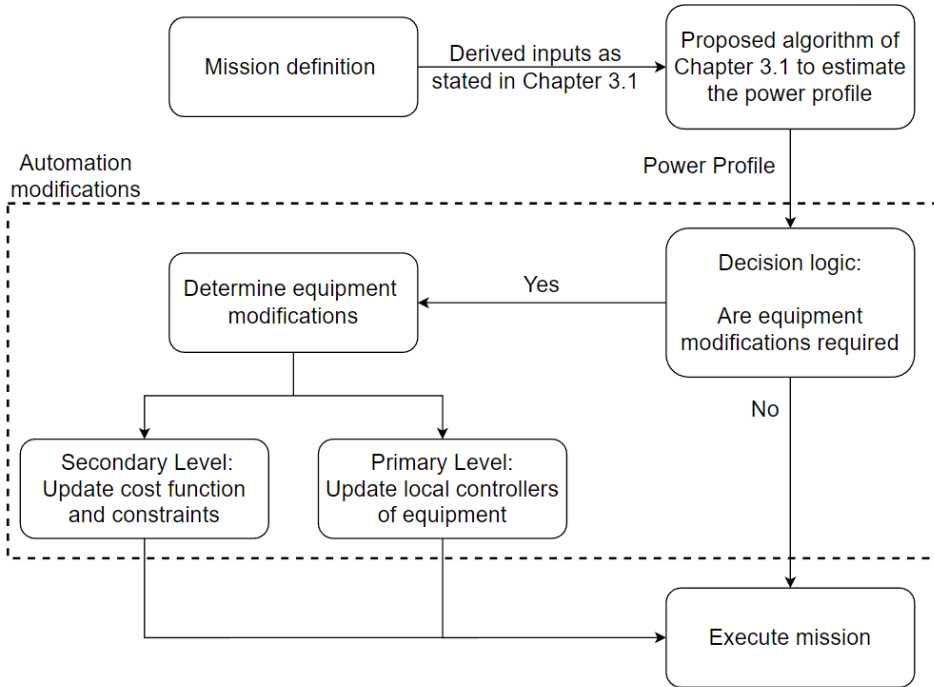 Mission definition
Derived inputs as
stated in Chapter 3.1
Proposed algorithm of
Chapter 3.1 to estimate
the power profile
Automation
modifications
Power Profile
Decision logic:
Are equipment
modifications required
Yes
Determine equipment
modifications
No
Secondary Level:
Update cost function
and constraints
Primary Level:
Update local controllers
of equipment
Execute mission